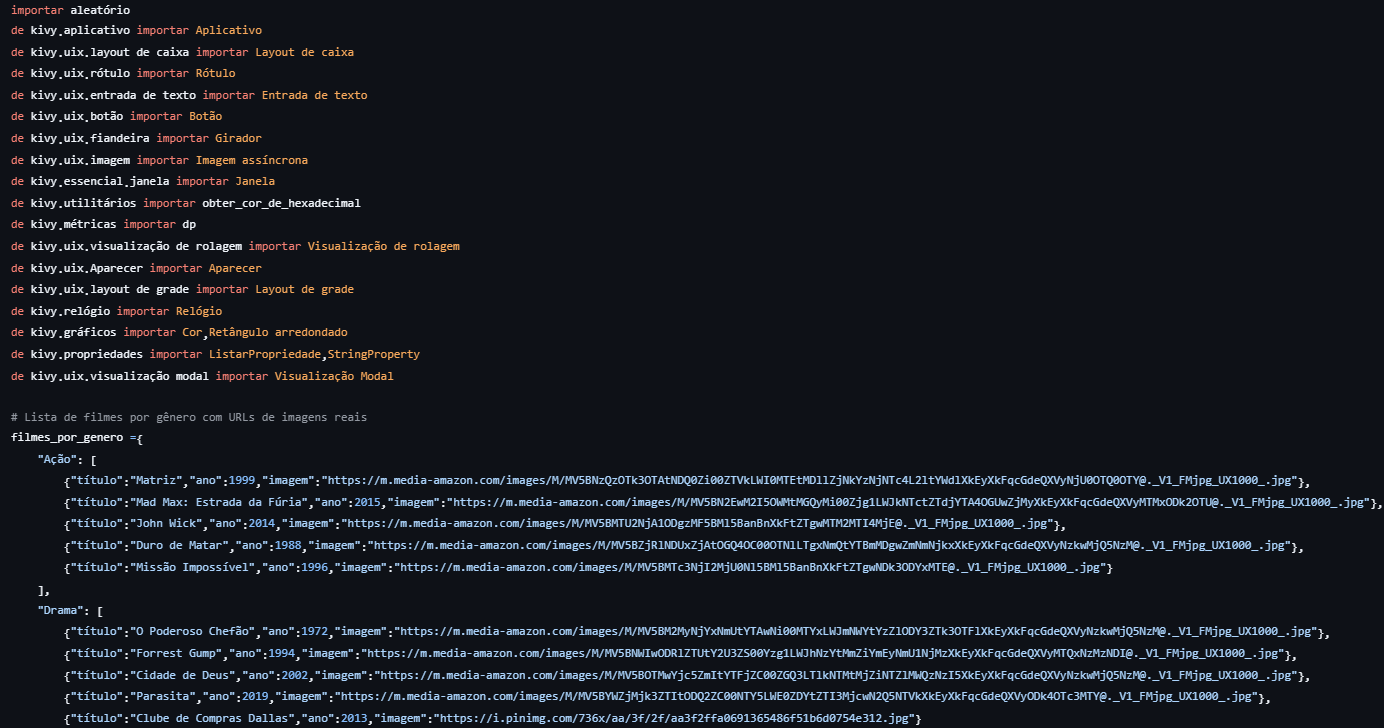 importar aleatório
de kivy.aplicativo importar Aplicativo
de kivy.uix.layout de caixa importar Layout de caixa
de kivy.uix.rótulo importar Rótulo
de kivy.uix.entrada de texto importar Entrada de texto
de kivy.uix.botão importar Botão
de kivy.uix.fiandeira importar Girador
de kivy.uix.imagem importar Imagem assíncrona
de kivy.essencial.janela importar Janela
de kivy.utilitários importar obter_cor_de_hexadecimal
de kivy.métricas importar dp
de kivy.uix.visualização de rolagem importar Visualização de rolagem
de kivy.uix.Aparecer importar Aparecer
de kivy.uix.layout de grade importar Layout de grade
de kivy.relógio importar Relógio
de kivy.gráficos importar Cor,Retângulo arredondado
de kivy.propriedades importar ListarPropriedade,StringProperty
de kivy.uix.visualização modal importar Visualização Modal
# Lista de filmes por gênero com URLs de imagens reais
filmes_por_genero ={
"Ação": [
{"título":"Matriz","ano":1999,"imagem":"https://m.media-amazon.com/images/M/MV5BNzQzOTk3OTAtNDQ0Zi00ZTVkLWI0MTEtMDllZjNkYzNjNTc4L2ltYWdlXkEyXkFqcGdeQXVyNjU0OTQ0OTY@._V1_FMjpg_UX1000_.jpg"},
{"título":"Mad Max: Estrada da Fúria","ano":2015,"imagem":"https://m.media-amazon.com/images/M/MV5BN2EwM2I5OWMtMGQyMi00Zjg1LWJkNTctZTdjYTA4OGUwZjMyXkEyXkFqcGdeQXVyMTMxODk2OTU@._V1_FMjpg_UX1000_.jpg"},
{"título":"John Wick","ano":2014,"imagem":"https://m.media-amazon.com/images/M/MV5BMTU2NjA1ODgzMF5BMl5BanBnXkFtZTgwMTM2MTI4MjE@._V1_FMjpg_UX1000_.jpg"},
{"título":"Duro de Matar","ano":1988,"imagem":"https://m.media-amazon.com/images/M/MV5BZjRlNDUxZjAtOGQ4OC00OTNlLTgxNmQtYTBmMDgwZmNmNjkxXkEyXkFqcGdeQXVyNzkwMjQ5NzM@._V1_FMjpg_UX1000_.jpg"},
{"título":"Missão Impossível","ano":1996,"imagem":"https://m.media-amazon.com/images/M/MV5BMTc3NjI2MjU0Nl5BMl5BanBnXkFtZTgwNDk3ODYxMTE@._V1_FMjpg_UX1000_.jpg"}
],
"Drama": [
{"título":"O Poderoso Chefão","ano":1972,"imagem":"https://m.media-amazon.com/images/M/MV5BM2MyNjYxNmUtYTAwNi00MTYxLWJmNWYtYzZlODY3ZTk3OTFlXkEyXkFqcGdeQXVyNzkwMjQ5NzM@._V1_FMjpg_UX1000_.jpg"},
{"título":"Forrest Gump","ano":1994,"imagem":"https://m.media-amazon.com/images/M/MV5BNWIwODRlZTUtY2U3ZS00Yzg1LWJhNzYtMmZiYmEyNmU1NjMzXkEyXkFqcGdeQXVyMTQxNzMzNDI@._V1_FMjpg_UX1000_.jpg"},
{"título":"Cidade de Deus","ano":2002,"imagem":"https://m.media-amazon.com/images/M/MV5BOTMwYjc5ZmItYTFjZC00ZGQ3LTlkNTMtMjZiNTZlMWQzNzI5XkEyXkFqcGdeQXVyNzkwMjQ5NzM@._V1_FMjpg_UX1000_.jpg"},
{"título":"Parasita","ano":2019,"imagem":"https://m.media-amazon.com/images/M/MV5BYWZjMjk3ZTItODQ2ZC00NTY5LWE0ZDYtZTI3MjcwN2Q5NTVkXkEyXkFqcGdeQXVyODk4OTc3MTY@._V1_FMjpg_UX1000_.jpg"},
{"título":"Clube de Compras Dallas","ano":2013,"imagem":"https://i.pinimg.com/736x/aa/3f/2f/aa3f2ffa0691365486f51b6d0754e312.jpg"}